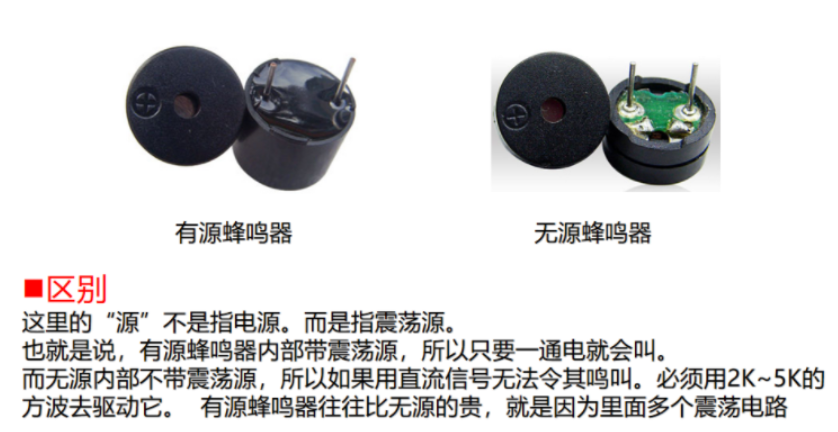 有源蜂鸣器
无源蜂鸣器
■区别
这里的“源”不是指电源。而是指震荡源。
也就是说，有源蜂鸣器内部带震荡源，所以只要一通电就会叫。
而无源内部不带震荡源，所以如果用直流信号无法令其鸣叫。必须用2K~5K的
方波去驱动它。 有源蜂鸣器往往比无源的贵，就是因为里面多个震荡电路